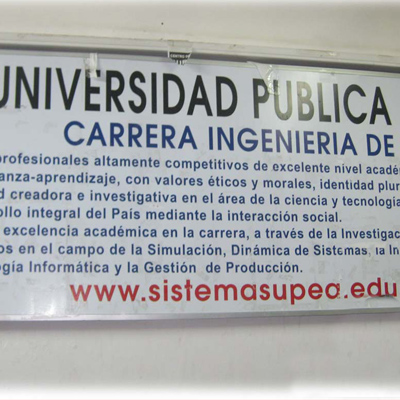 UNIVERSIDAD PUBLICA
CARRERA INGENIERIA DE
profesionales altamente competitivos de excelente nivel acadé
anza-aprendizaje, con valores éticos y morales, identidad plur
d creadora e investigativa en el área de la ciencia y tecnología
ollo integral del País mediante la interacción social.
excelencia académica en la carrera, a través de la Investigac
os en el campo de la Simulación, Dinámica de Sistemas, la In
ogía Informática y la Gestión de Producción.
www.sistemasupea.edu